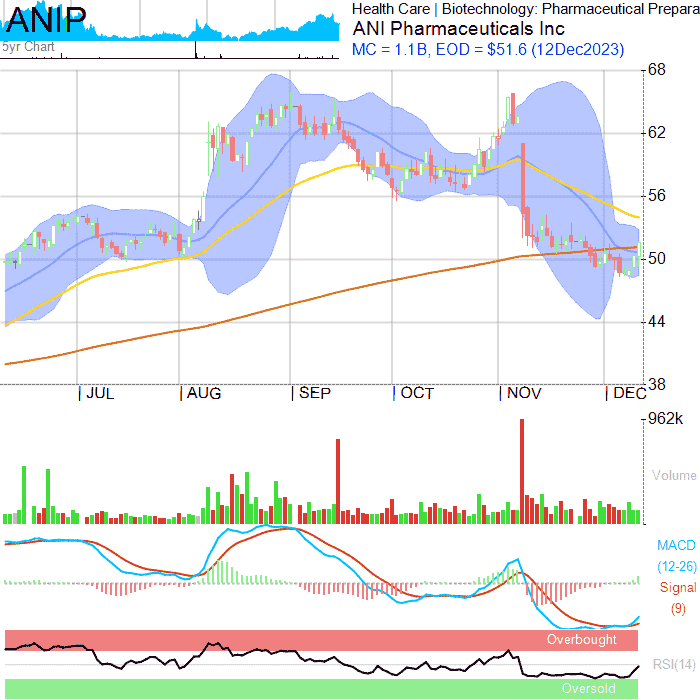 ANIP
5yr Chart
Health Care | Biotechnology: Pharmaceutical Prepara
ANI Pharmaceuticals Inc
MC = 1.1B, EOD = $51.6 (12Dec2023)
68
62
56
50
44
38
JUL
AUG
SEP
OCT
NOV
DEC
962k
Volume
MACD
(12-26)
Signal
(9)
Overbought
RSI(14)
Oversold